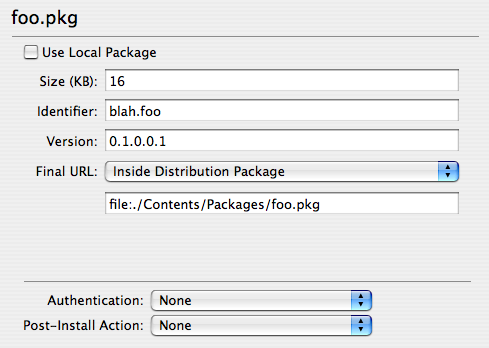 foo.pkg
Use Local Package
Size (KB): 16
Identifier: blah.foo
Version: 0.1.0.0.1
Final URL: Inside Distribution Package
file:./Contents/Packages/foo.pkg
Authentication: None
Post-Install Action: None